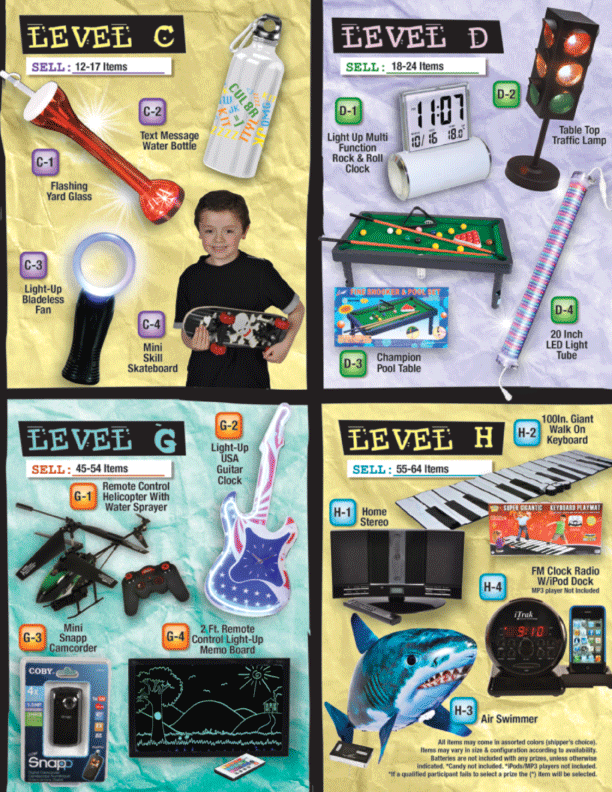 LEVEL C
SELL: 12-17 Items
C-2
Text Message
Water Bottle
CUL8R
C-1
Flashing
Yard Glass
C-3
Light-Up
Bladeless
Fan
C-4
Mini
Skill
Skateboard
LEVEL D
SELL: 18-24 Items
D-1
11:07
10/16 18.0
Light Up Multi
Function
Rock & Roll
Clock
D-2
Table Top
Traffic Lamp
D-3
Champion
Pool Table
D-4
20 Inch
LED Light
Tube
LEVEL G
SELL: 45-54 Items
G-1
Remote Control
Helicopter With
Water Sprayer
G-2
Light-Up
USA
Guitar
Clock
G-3
Mini
Snapp
Camcorder
COBY
4x
Snapp
G-4
2 Ft. Remote
Control Light-Up
Memo Board
LEVEL H
SELL: 55-64 Items
H-2
100In. Giant
Walk On
Keyboard
SUPER GIGANTIC KEYBOARD PLAYMAT
H-1
Home
Stereo
FM Clock Radio
W/iPod Dock
MP3 player Not Included
H-4
iTrak
9:10
H-3
Air Swimmer
All items may come in assorted colors (shipper's choice).
Items may vary in size & configuration according to availability.
Batteries are not included with any prizes, unless otherwise
indicated. *Candy not included. *iPods/MP3 players not included.
*If a qualified participant fails to select a prize the (*) item will be selected.